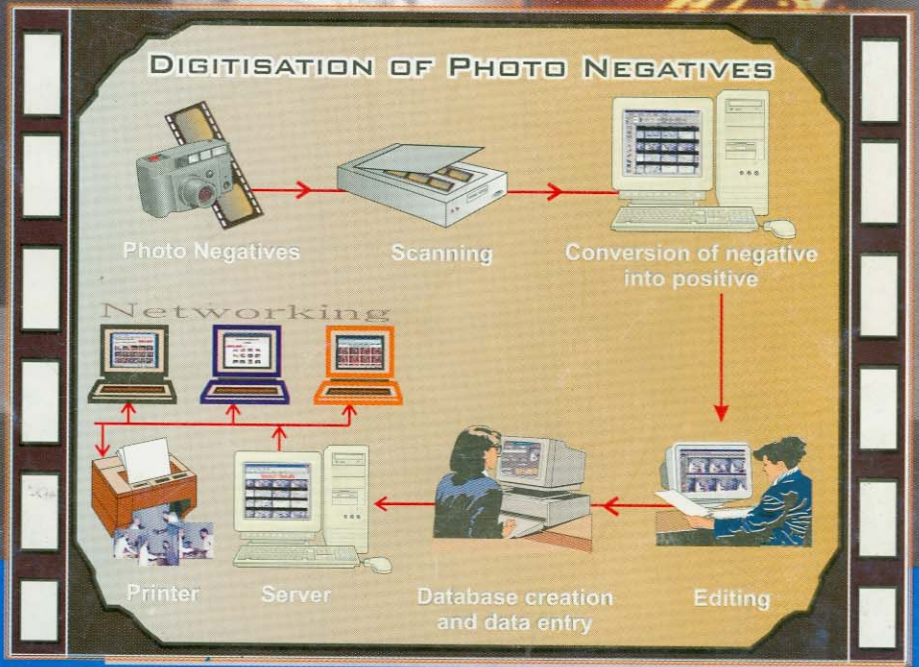 DIGITISATION OF PHOTO NEGATIVES
Photo Negatives
Scanning
Conversion of negative
into positive
Networking
Printer
Server
Database creation
and data entry
Editing